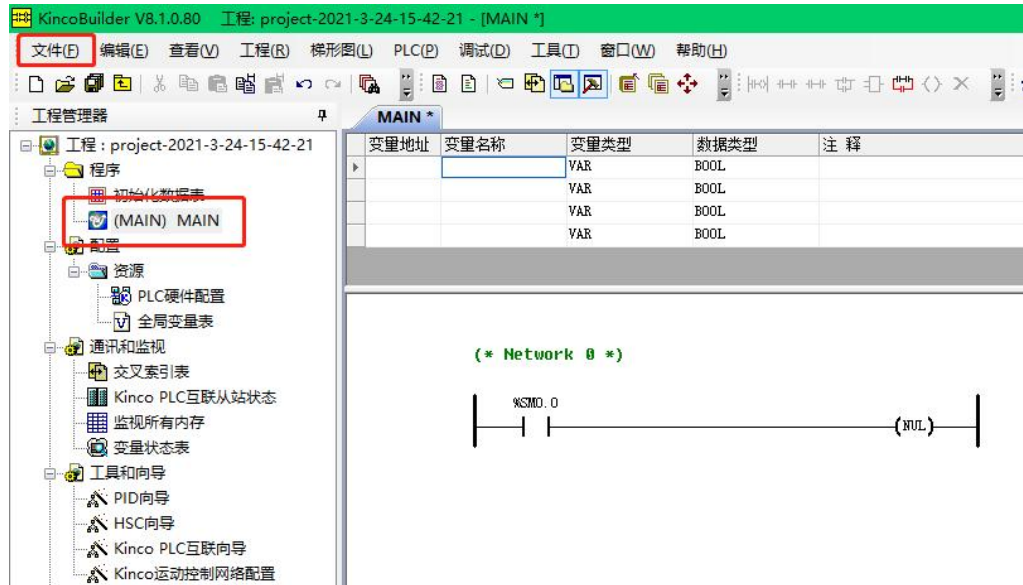 KincoBuilder V8.1.0.80 工程: project-2021-3-24-15-42-21 - [MAIN *]
文件(F) 编辑(E) 查看(V) 工程(R) 梯形图(L) PLC(P) 调试(D) 工具(T) 窗口(W) 帮助(H)
工程管理器
MAIN *
工程：project-2021-3-24-15-42-21
程序
初始化数据表
(MAIN) MAIN
配置
资源
PLC硬件配置
全局变量表
通讯和监视
交叉索引表
Kinco PLC互联从站状态
监视所有内存
变量状态表
工具和向导
PID向导
HSC向导
Kinco PLC互联向导
Kinco运动控制网络配置
变量地址 变量名称 变量类型 数据类型 注 释
VAR BOOL
VAR BOOL
VAR BOOL
VAR BOOL
(* Network 0 *)
%SM0.0
(NUL)